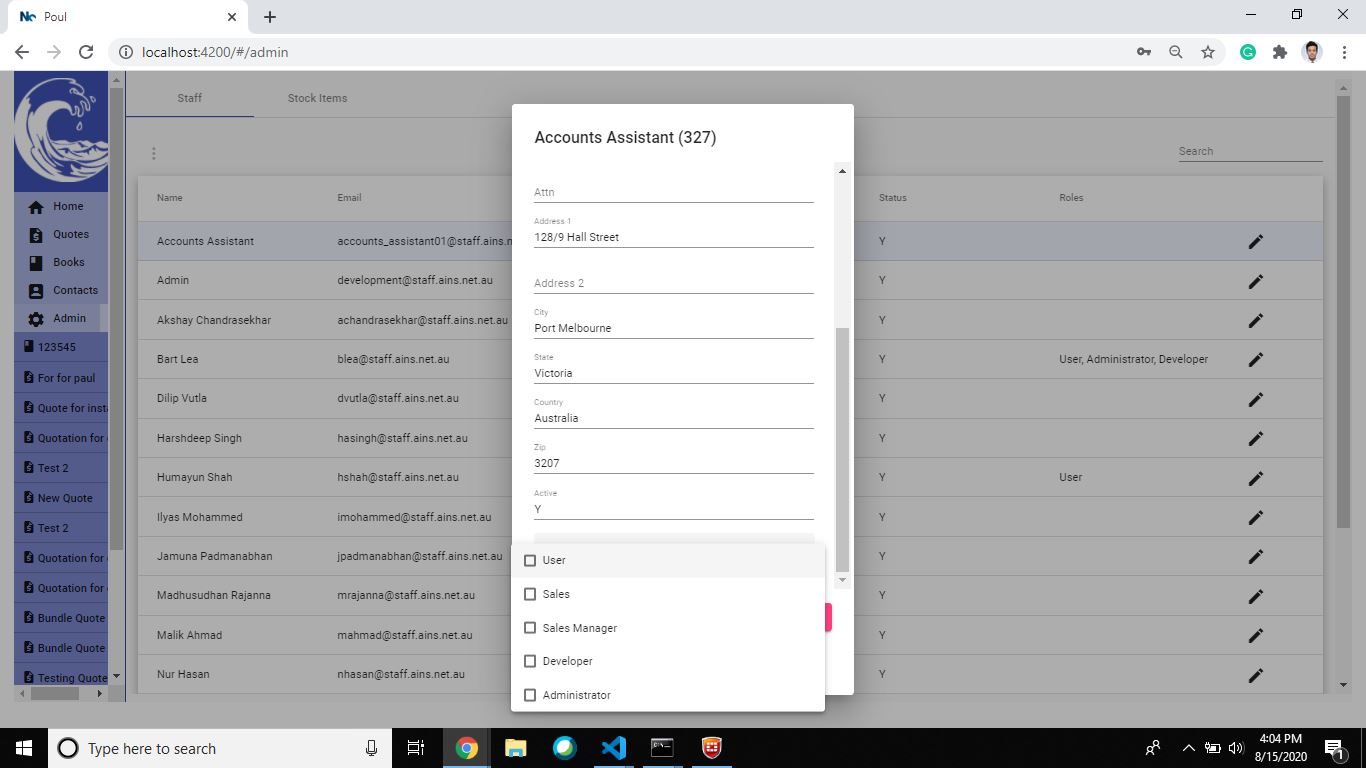 Poul
localhost:4200/#/admin
Staff
Stock Items
Search
Home
Quotes
Books
Contacts
Admin
123545
For for paul
Quote for inst
Quotation for
Test 2
New Quote
Test 2
Quotation for
Quotation for
Bundle Quote
Bundle Quote
Testing Quote
Name Email Status Roles
Accounts Assistant accounts_assistant01@staff.ains.n Y
Admin development@staff.ains.net.au Y
Akshay Chandrasekhar achandrasekhar@staff.ains.net.au Y
Bart Lea blea@staff.ains.net.au Y User, Administrator, Developer
Dilip Vutla dvutla@staff.ains.net.au Y
Harshdeep Singh hasingh@staff.ains.net.au Y
Humayun Shah hshah@staff.ains.net.au Y User
Ilyas Mohammed imohammed@staff.ains.net.au Y
Jamuna Padmanabhan jpadmanabhan@staff.ains.net.au Y
Madhusudhan Rajanna mrajanna@staff.ains.net.au Y
Malik Ahmad mahmad@staff.ains.net.au Y
Nur Hasan nhasan@staff.ains.net.au Y
Accounts Assistant (327)
Attn
Address 1
128/9 Hall Street
Address 2
City
Port Melbourne
State
Victoria
Country
Australia
Zip
3207
Active
Y
User
Sales
Sales Manager
Developer
Administrator
Type here to search
4:04 PM
8/15/2020
1